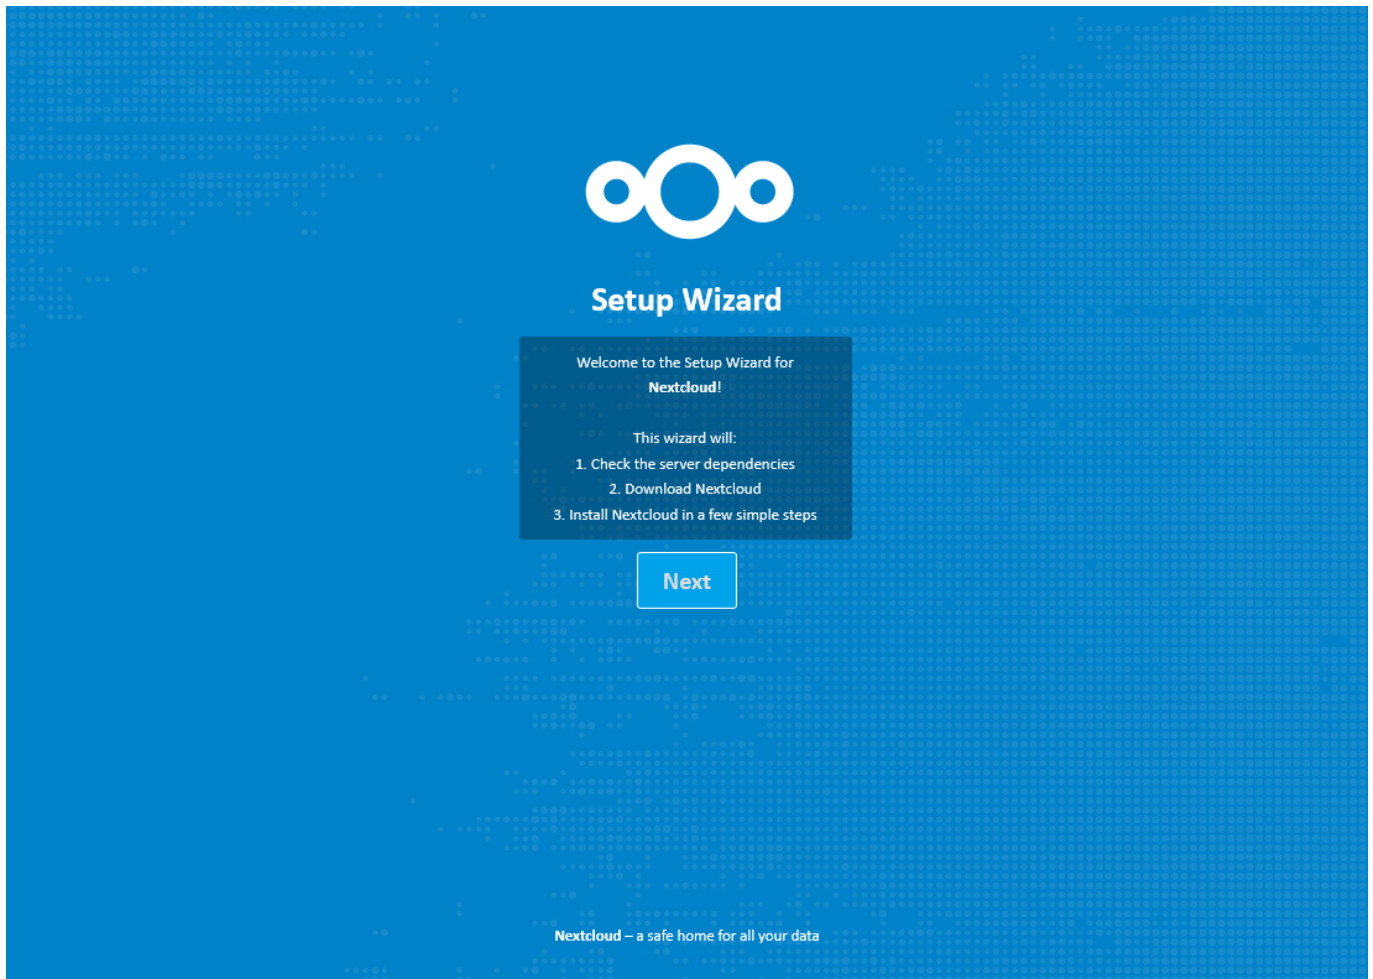 Setup Wizard
Welcome to the Setup Wizard for
Nextcloud!
This wizard will:
1. Check the server dependencies
2. Download Nextcloud
3. Install Nextcloud in a few simple steps
Next
Nextcloud – a safe home for all your data